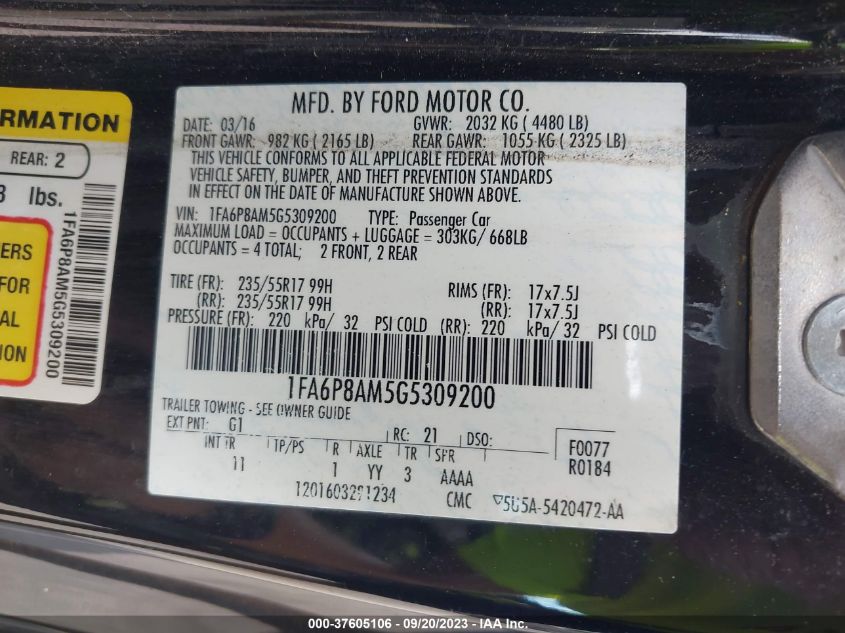 ORMATION
REAR: 2
lbs.
ERS
FOR
AL
ION
1FA6P8AM5G5309200
MFD. BY FORD MOTOR CO.
DATE: 03/16 GVWR: 2032 KG ( 4480 LB)
FRONT GAWR: 982 KG ( 2165 LB) REAR GAWR: 1055 KG ( 2325 LB)
THIS VEHICLE CONFORMS TO ALL APPLICABLE FEDERAL MOTOR
VEHICLE SAFETY, BUMPER, AND THEFT PREVENTION STANDARDS
IN EFFECT ON THE DATE OF MANUFACTURE SHOWN ABOVE.
VIN: 1FA6P8AM5G5309200 TYPE: Passenger Car
MAXIMUM LOAD = OCCUPANTS + LUGGAGE = 303KG/ 668LB
OCCUPANTS = 4 TOTAL; 2 FRONT, 2 REAR
TIRE (FR): 235/55R17 99H RIMS (FR): 17x7.5J
(RR): 235/55R17 99H (RR): 17x7.5J
PRESSURE (FR): 220 kPa/ 32 PSI COLD (RR): 220 kPa/ 32 PSI COLD
1FA6P8AM5G5309200
TRAILER TOWING - SEE OWNER GUIDE
EXT PNT: G1 RC: 21 DSO: F0077
INT TR TP/PS R AXLE TR SPR R0184
11 1 YY 3 AAAA
1201603291234 CMC 5U5A-5420472-AA
000-37605106 - 09/20/2023 - IAA Inc.